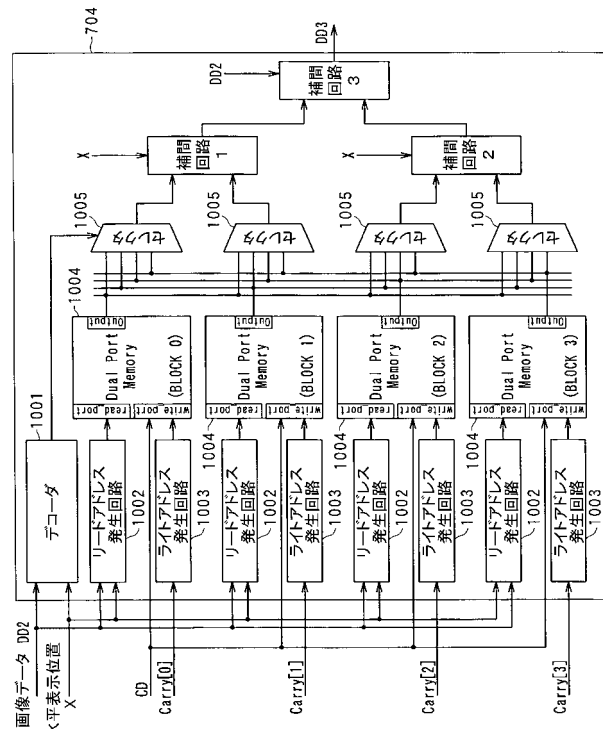 704
DD3
DD2
補間
回路
3
X
補間
回路
1
X
補間
回路
2
1005
セレクタ
1005
セレクタ
1005
セレクタ
1005
セレクタ
1004
Output
Dual Port
Memory
(BLOCK 0)
read port
write port
Output
Dual Port
Memory
(BLOCK 1)
read port
write port
1004
Output
Dual Port
Memory
(BLOCK 2)
read port
write port
1004
Output
Dual Port
Memory
(BLOCK 3)
read port
write port
1004
1001
デコーダ
リードアドレス
発生回路
1002
ライトアドレス
発生回路
1003
リードアドレス
発生回路
1002
ライトアドレス
発生回路
1003
リードアドレス
発生回路
1002
ライトアドレス
発生回路
1003
リードアドレス
発生回路
1002
ライトアドレス
発生回路
1003
画像データ DD2
平表示位置
X
CD
Carry[0]
Carry[1]
Carry[2]
Carry[3]